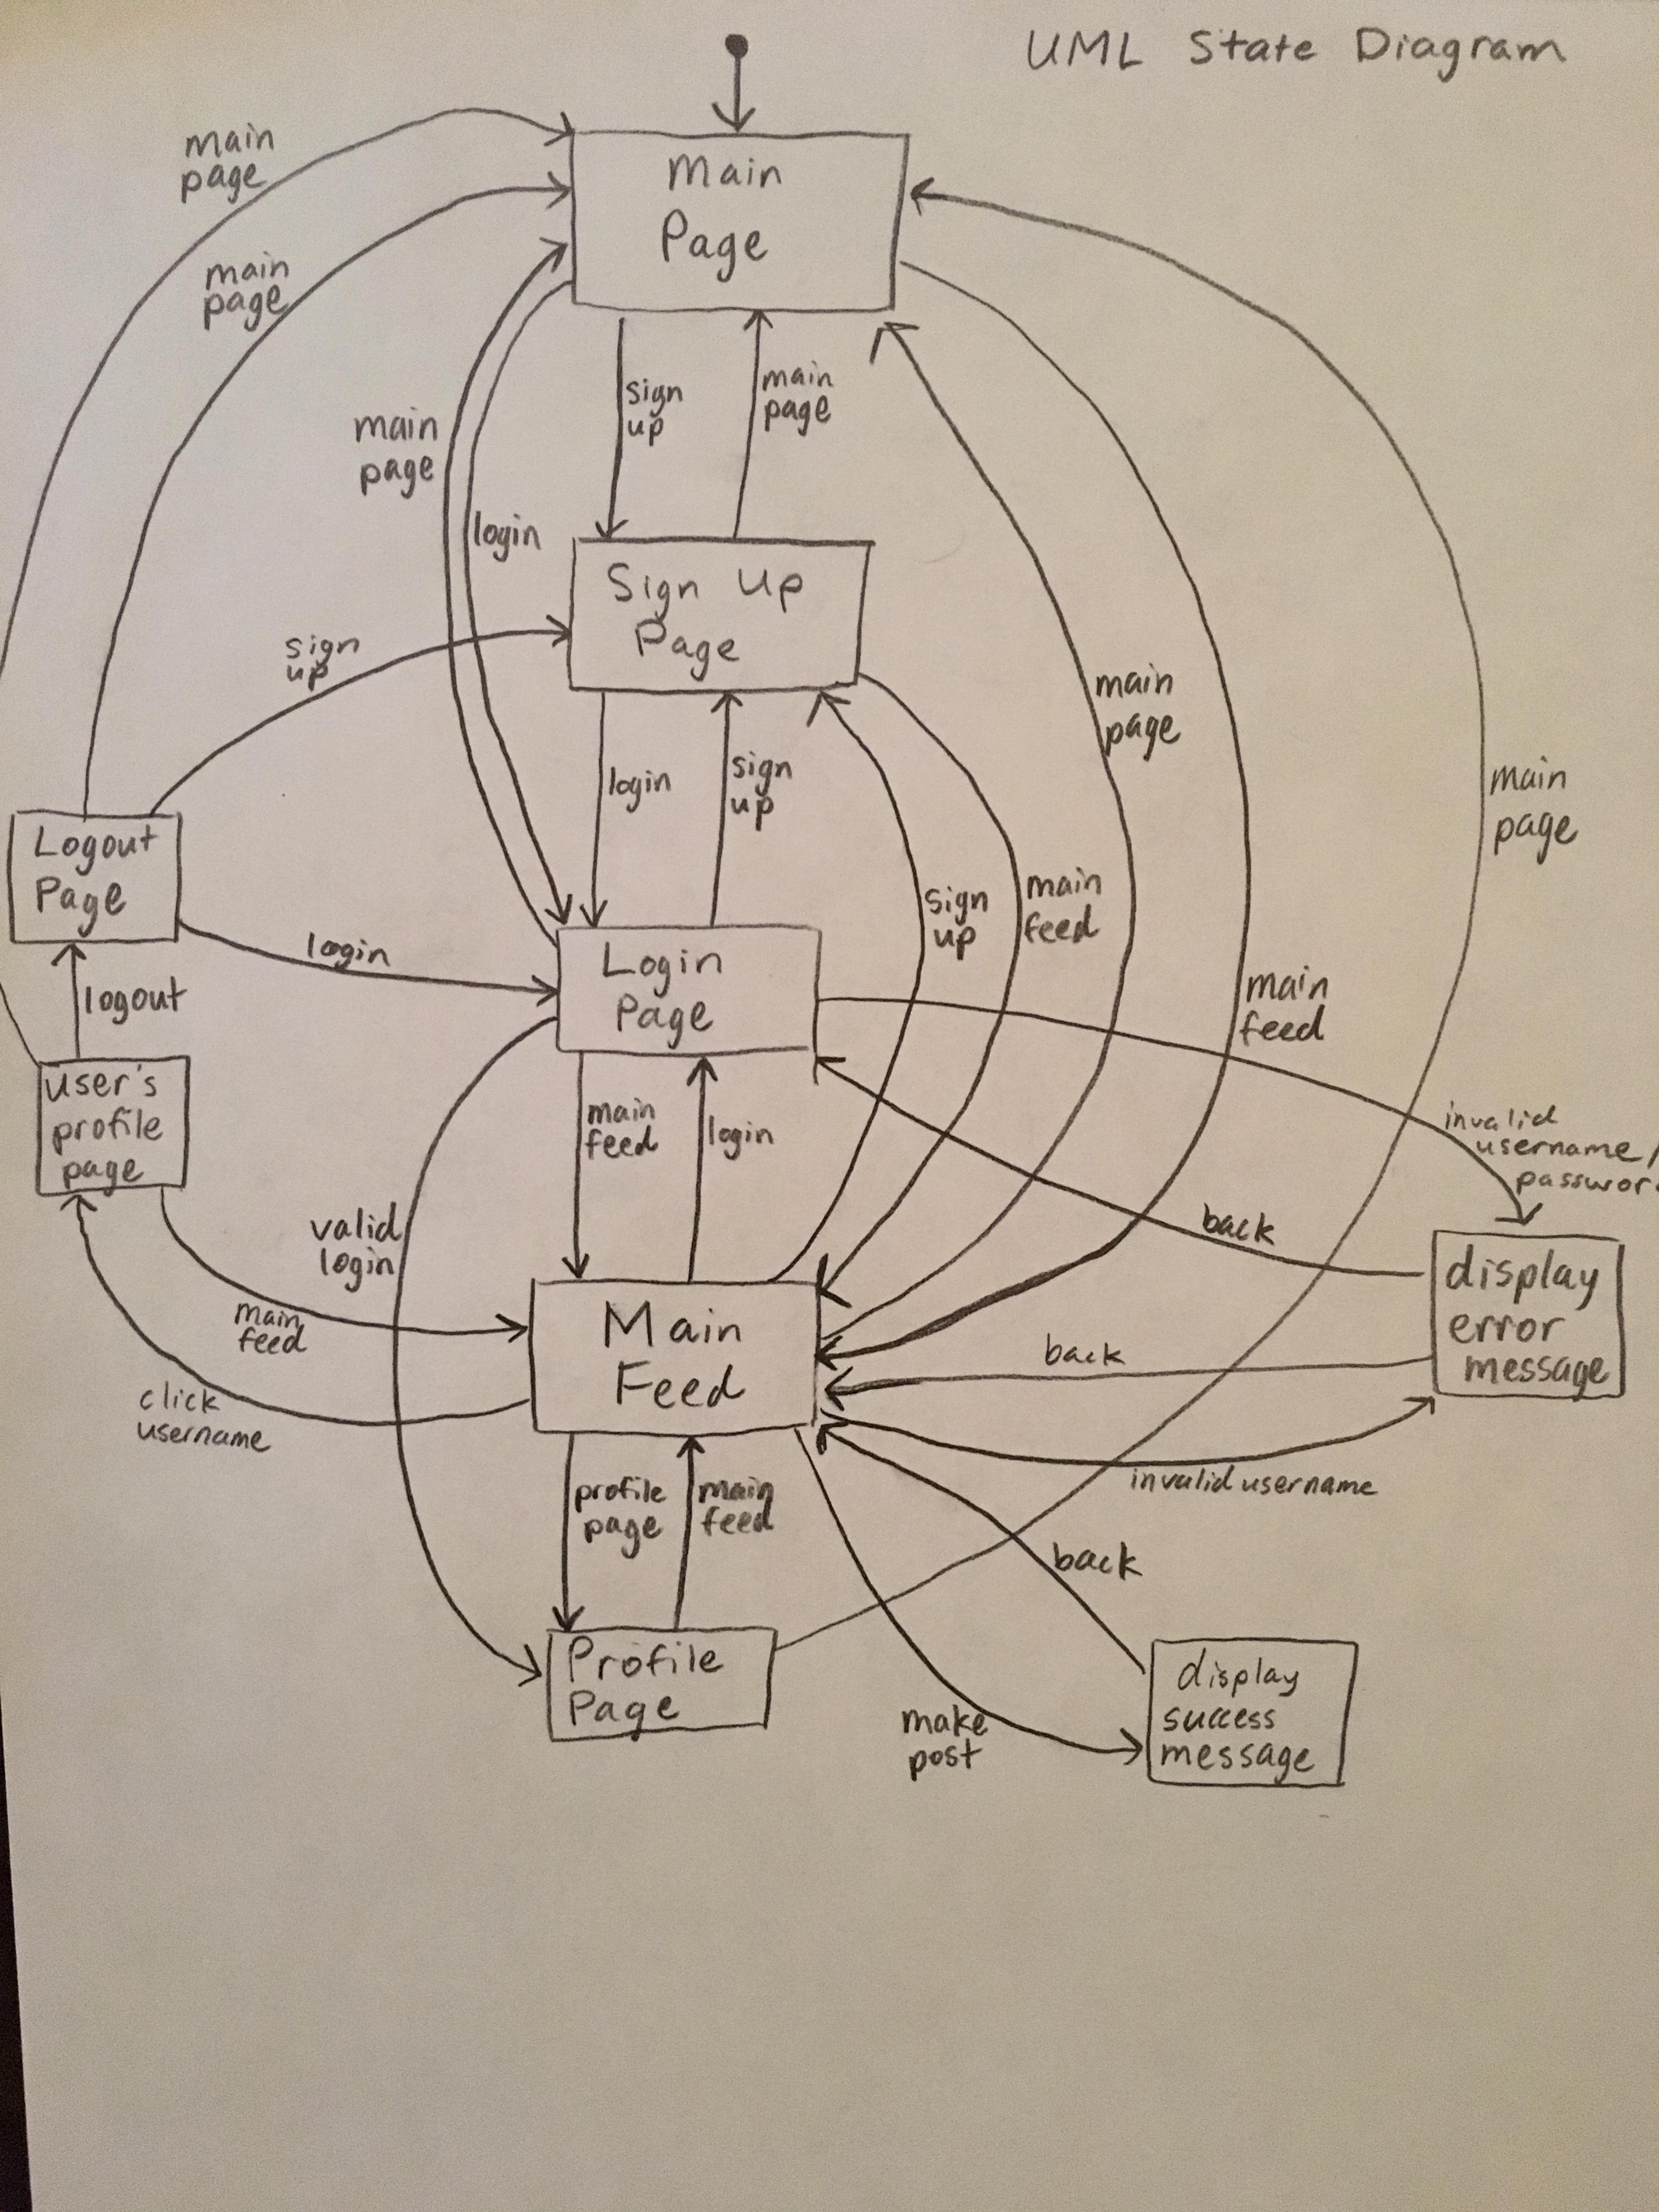 UML State Diagram
main
page
Main
Page
main
page
sign
up
main
page
main
page
login
Sign Up
Page
sign
up
main
page
login
sign
up
main
page
Logout
Page
sign
up
main
feed
login
Login
Page
logout
main
feed
user's
profile
page
main
feed
login
invalid
username/
back
valid
login
display
error
message
main
feed
Main
Feed
back
click
username
invalid username
profile
page
main
feed
back
Profile
Page
display
success
message
make
post